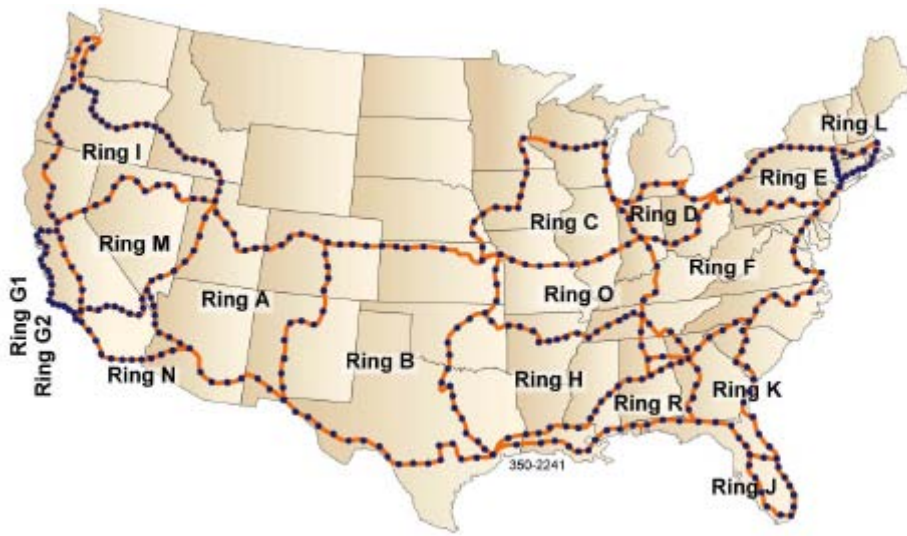 Ring L
Ring I
Ring E
Ring C
Ring D
Ring M
Ring F
Ring A
Ring O
Ring G1
Ring G2
Ring B
Ring N
Ring H
Ring K
Ring R
350-2241
Ring J